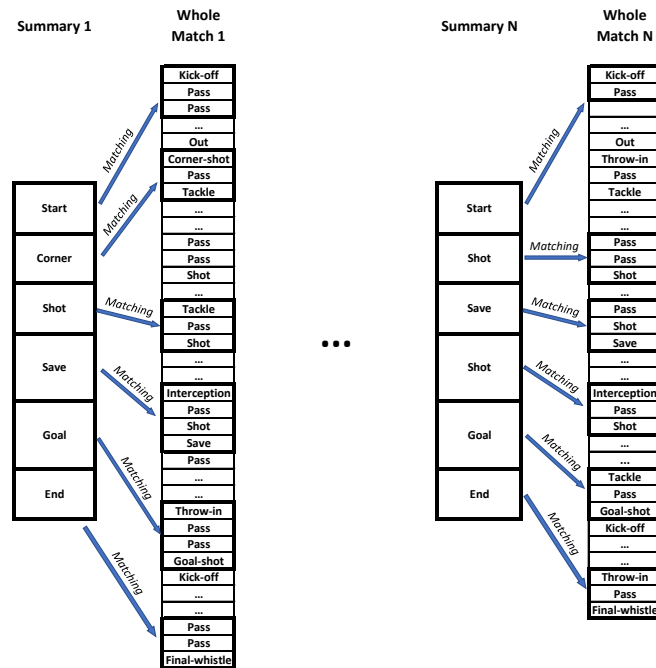 Summary 1
Whole
Match 1
Start
Corner
Shot
Save
Goal
End
Matching
Matching
Matching
Matching
Matching
Matching
Kick-off
Pass
Pass
...
Out
Corner-shot
Pass
Tackle
...
...
Pass
Pass
Shot
...
Tackle
Pass
Shot
...
...
Interception
Pass
Shot
Save
Pass
...
...
Throw-in
Pass
Pass
Goal-shot
Kick-off
...
...
Pass
Pass
Final-whistle
...
Summary N
Whole
Match N
Start
Shot
Save
Shot
Goal
End
Matching
Matching
Matching
Matching
Matching
Matching
Kick-off
Pass
...
...
Out
Throw-in
Pass
Tackle
...
...
Pass
Pass
Shot
...
Pass
Shot
Save
...
...
Interception
Pass
Shot
...
...
Tackle
Pass
Goal-shot
Kick-off
...
...
Throw-in
Pass
Final-whistle